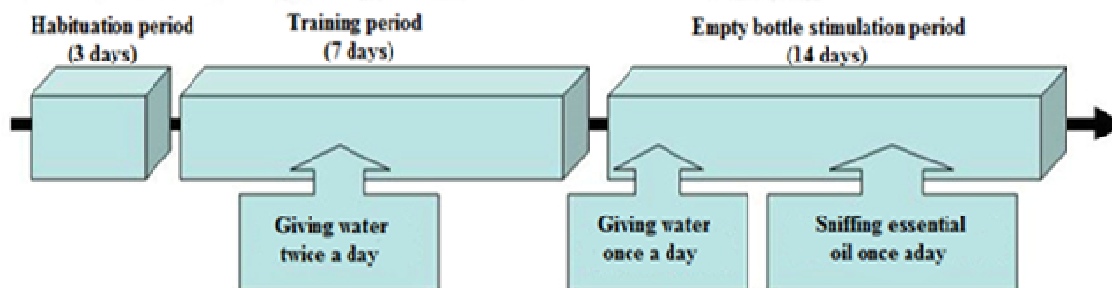 Habituation period
(3 days)
Training period
(7 days)
Empty bottle stimulation period
(14 days)
Giving water
twice a day
Giving water
once a day
Sniffing essential
oil once aday